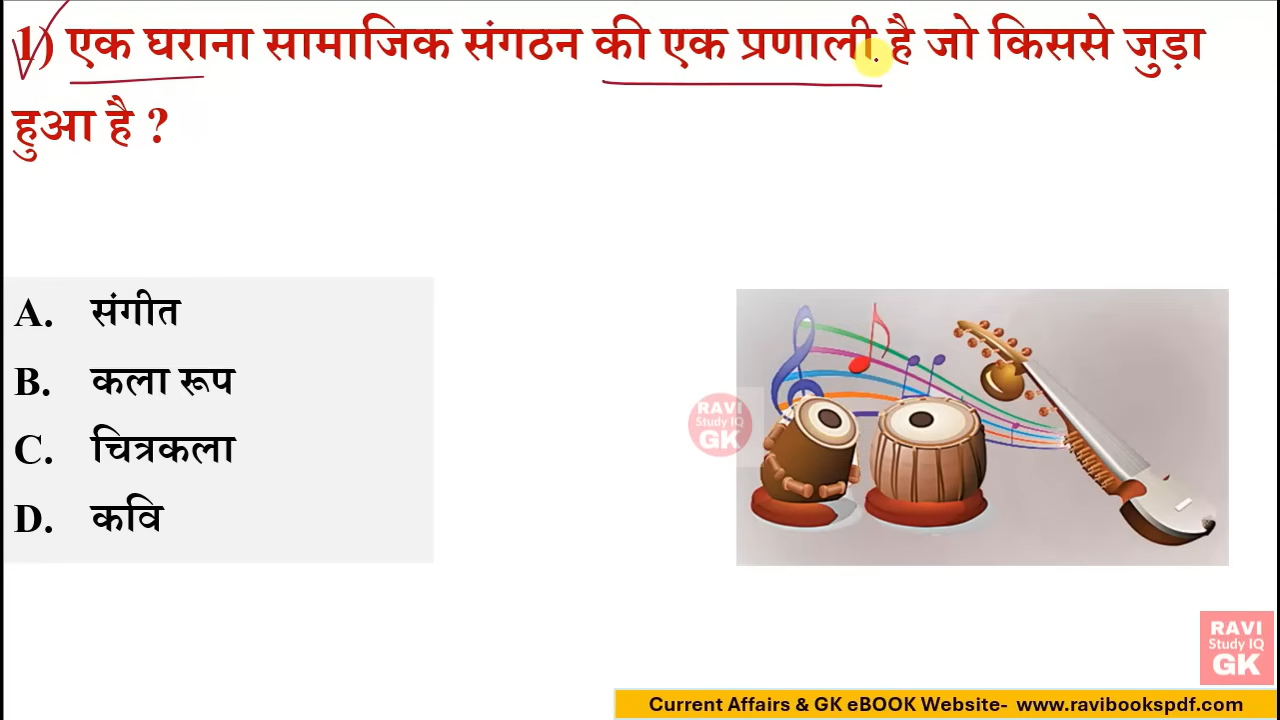 1) एक घराना सामाजिक संगठन की एक प्रणाली है जो किससे जुड़ा
हुआ है ?
A. संगीत
B. कला रूप
C. चित्रकला
D. कवि
RAVI
Study IQ
GK
RAVI
Study IQ
GK
Current Affairs & GK eBOOK Website- www.ravibookspdf.com